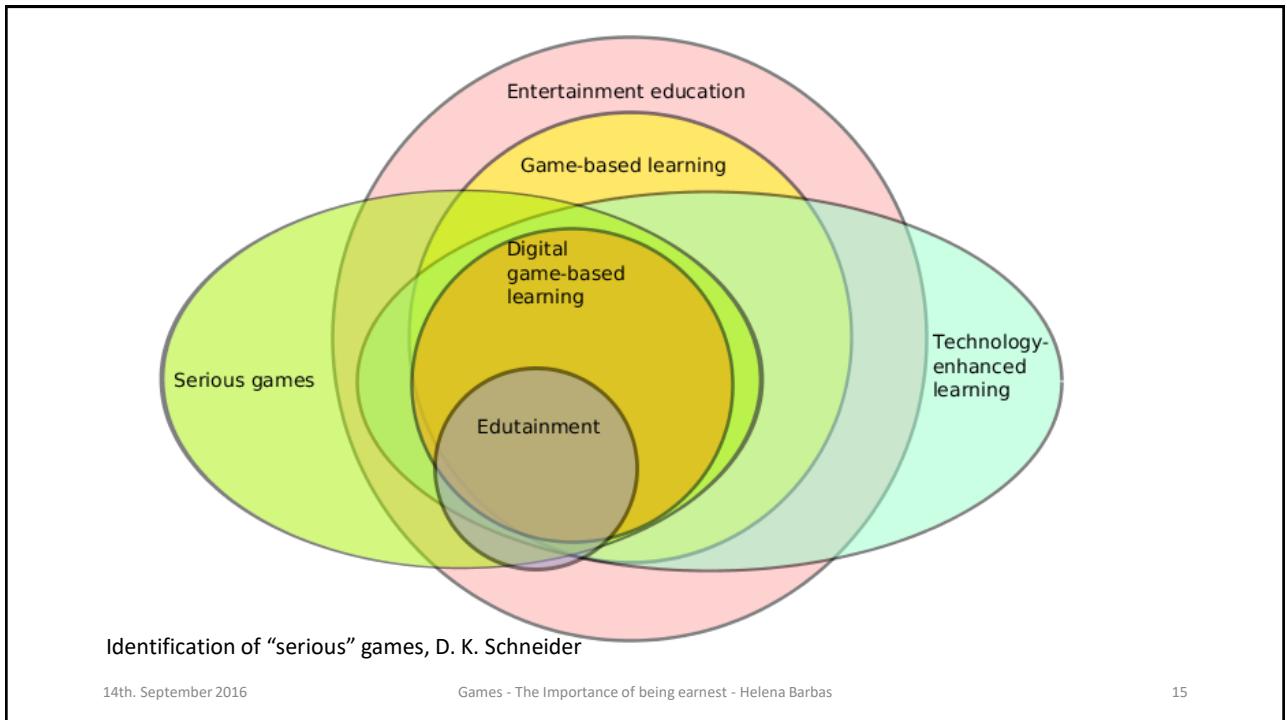 Entertainment education
Game-based learning
Digital
game-based
learning
Technology-
enhanced
learning
Serious games
Edutainment
Identification of “serious” games, D. K. Schneider
14th. September 2016
Games - The Importance of being earnest - Helena Barbas
15